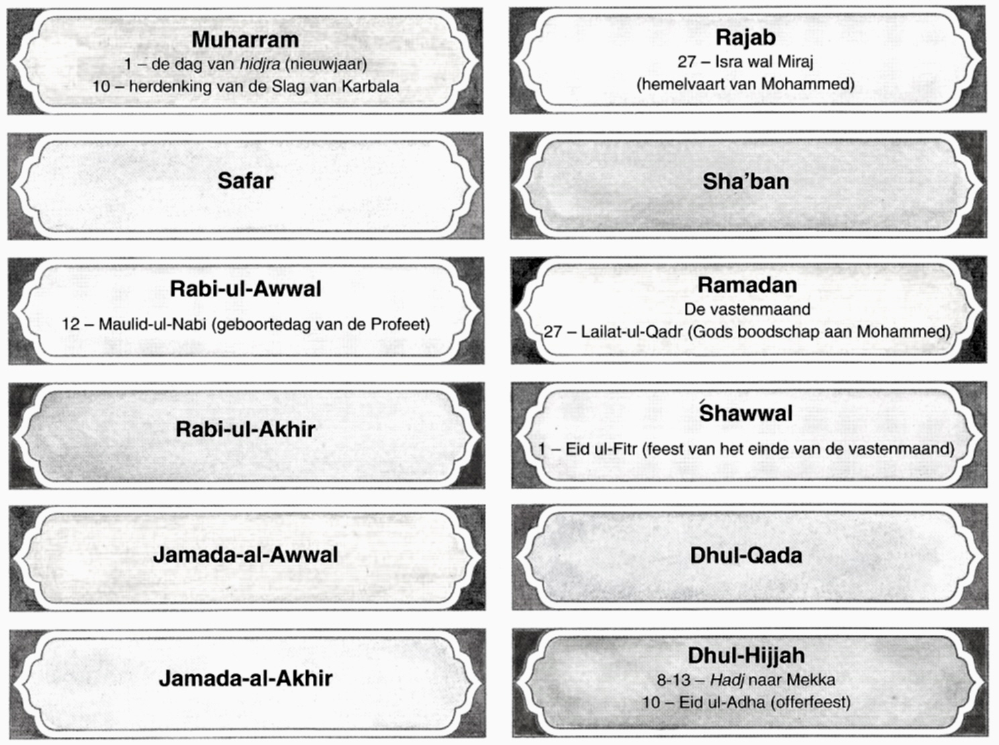 Muharram
1 – de dag van hidjra (nieuwjaar)
10 – herdenking van de Slag van Karbala
Safar
Rabi-ul-Awwal
12 – Maulid-ul-Nabi (geboortedag van de Profeet)
Rabi-ul-Akhir
Jamada-al-Awwal
Jamada-al-Akhir
Rajab
27 – Isra wal Miraj
(hemelvaart van Mohammed)
Sha’ban
Ramadan
De vastenmaand
27 – Lailat-ul-Qadr (Gods boodschap aan Mohammed)
Shawwal
1 – Eid ul-Fitr (feest van het einde van de vastenmaand)
Dhul-Qada
Dhul-Hijjah
8-13 – Hadj naar Mekka
10 – Eid ul-Adha (offerfeest)